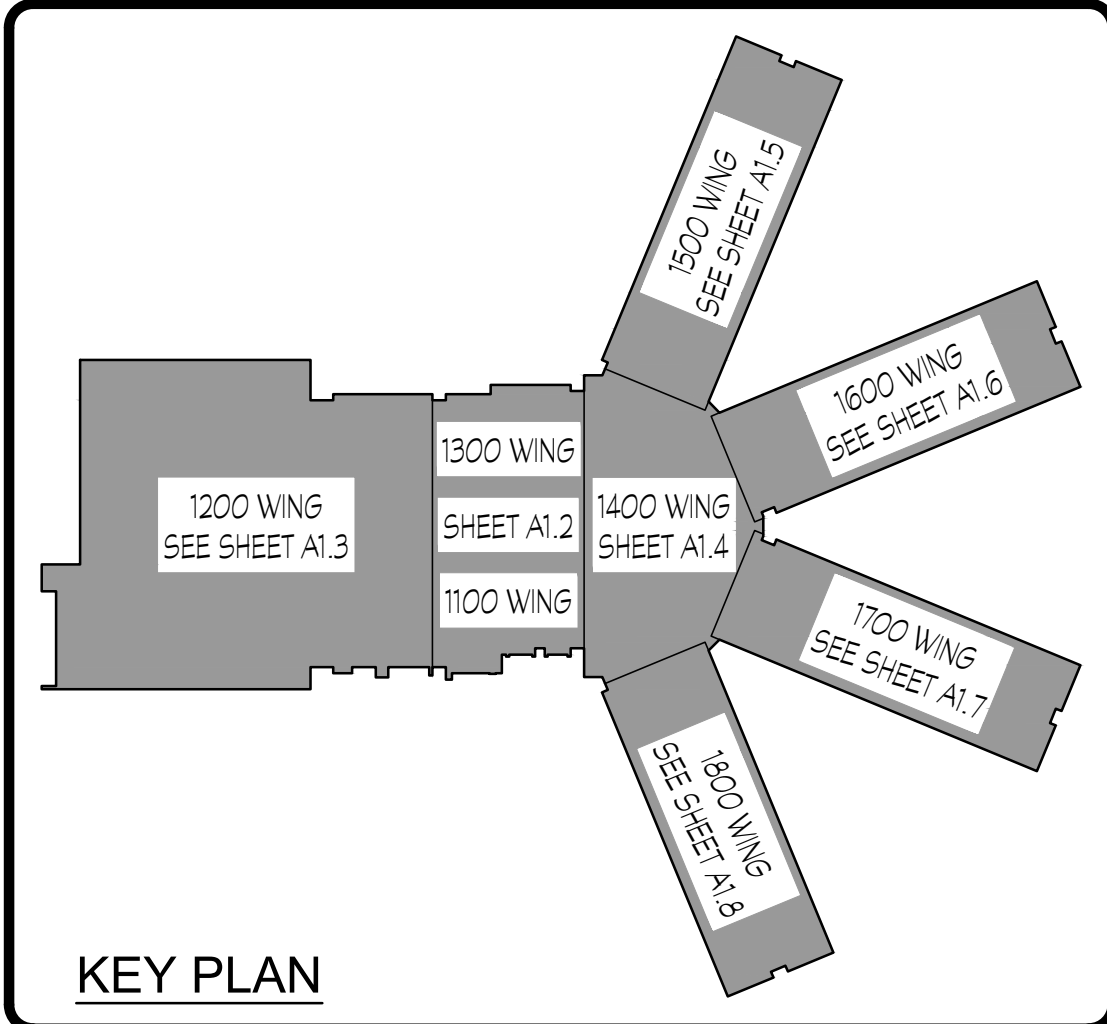 1500 WING
SEE SHEET A1.5
1600 WING
SEE SHEET A1.6
1300 WING
1200 WING
SEE SHEET A1.3
SHEET A1.2
1400 WING
SHEET A1.4
1100 WING
1700 WING
SEE SHEET A1.7
1800 WING
SEE SHEET A1.8
KEY PLAN